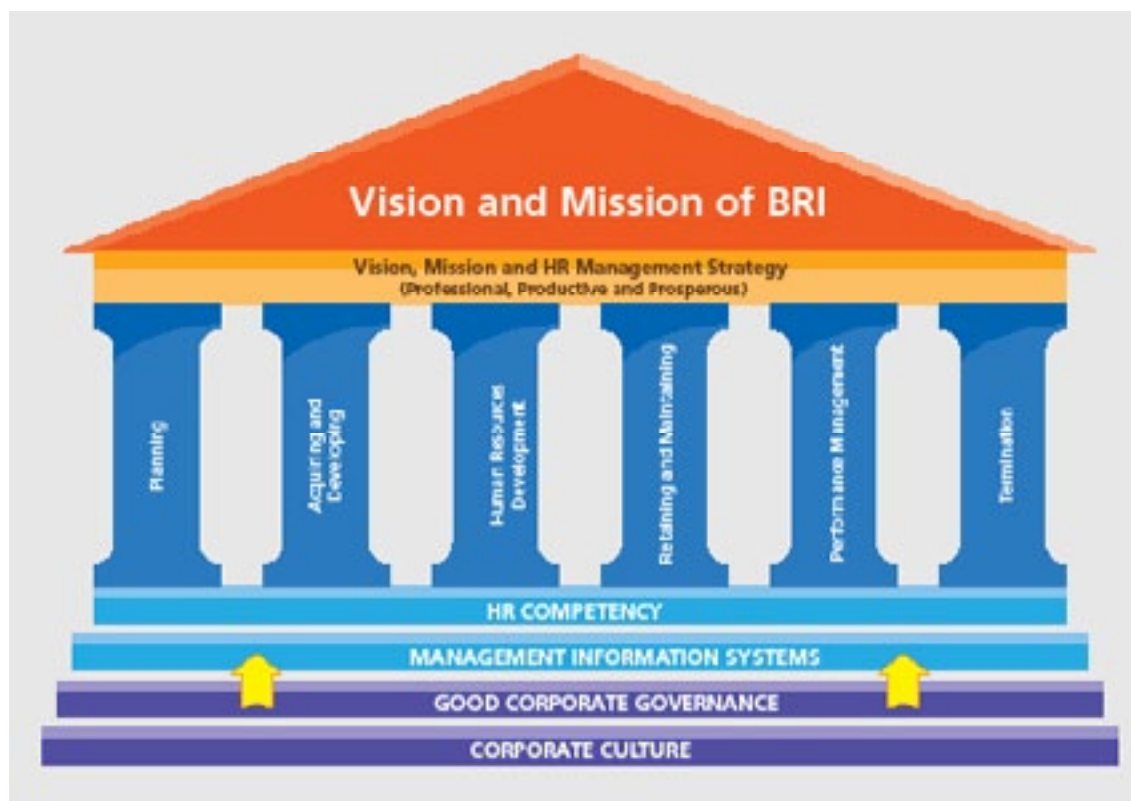 Vision and Mission of BRI
Vision, Mission and HR Management Strategy
(Professional, Productive and Prosperous)
Planning
Acquiring and
Developing
Human Resources
Development
Retaining and Maintaining
Performance Management
Termination
HR COMPETENCY
MANAGEMENT INFORMATION SYSTEMS
GOOD CORPORATE GOVERNANCE
CORPORATE CULTURE